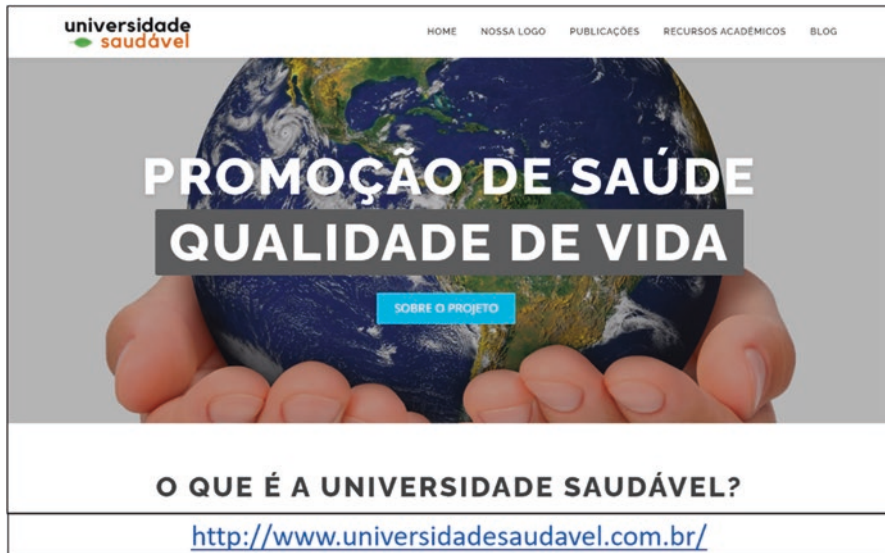 universidade
saudável
HOME NOSSA LOGO PUBLICAÇÕES RECURSOS ACADÊMICOS BLOG
PROMOÇÃO DE SAÚDE
QUALIDADE DE VIDA
SOBRE O PROJETO
O QUE É A UNIVERSIDADE SAUDÁVEL?
http://www.universidadesaudavel.com.br/